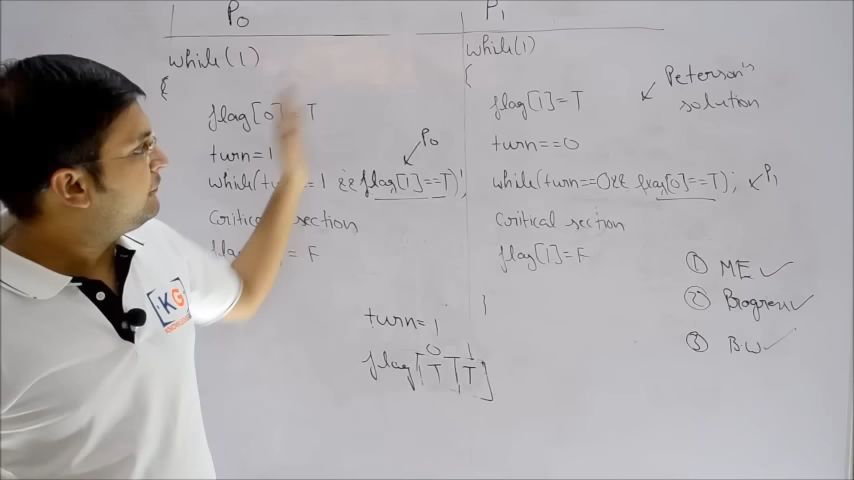 P0
while(1)
{
flag[0]=T
turn=1
P0
while(turn==1 && flag[1]==T);
Critical section
= F
P1
while(1)
{
flag[1]=T
turn==0
while(turn==0&& flag[0]==T); P1
Critical section
flag[1]=F
}
Peterson's
solution
① ME ✓
② Progress ✓
③ BW ✓
turn=1
0 1
flag[T|T]
KG